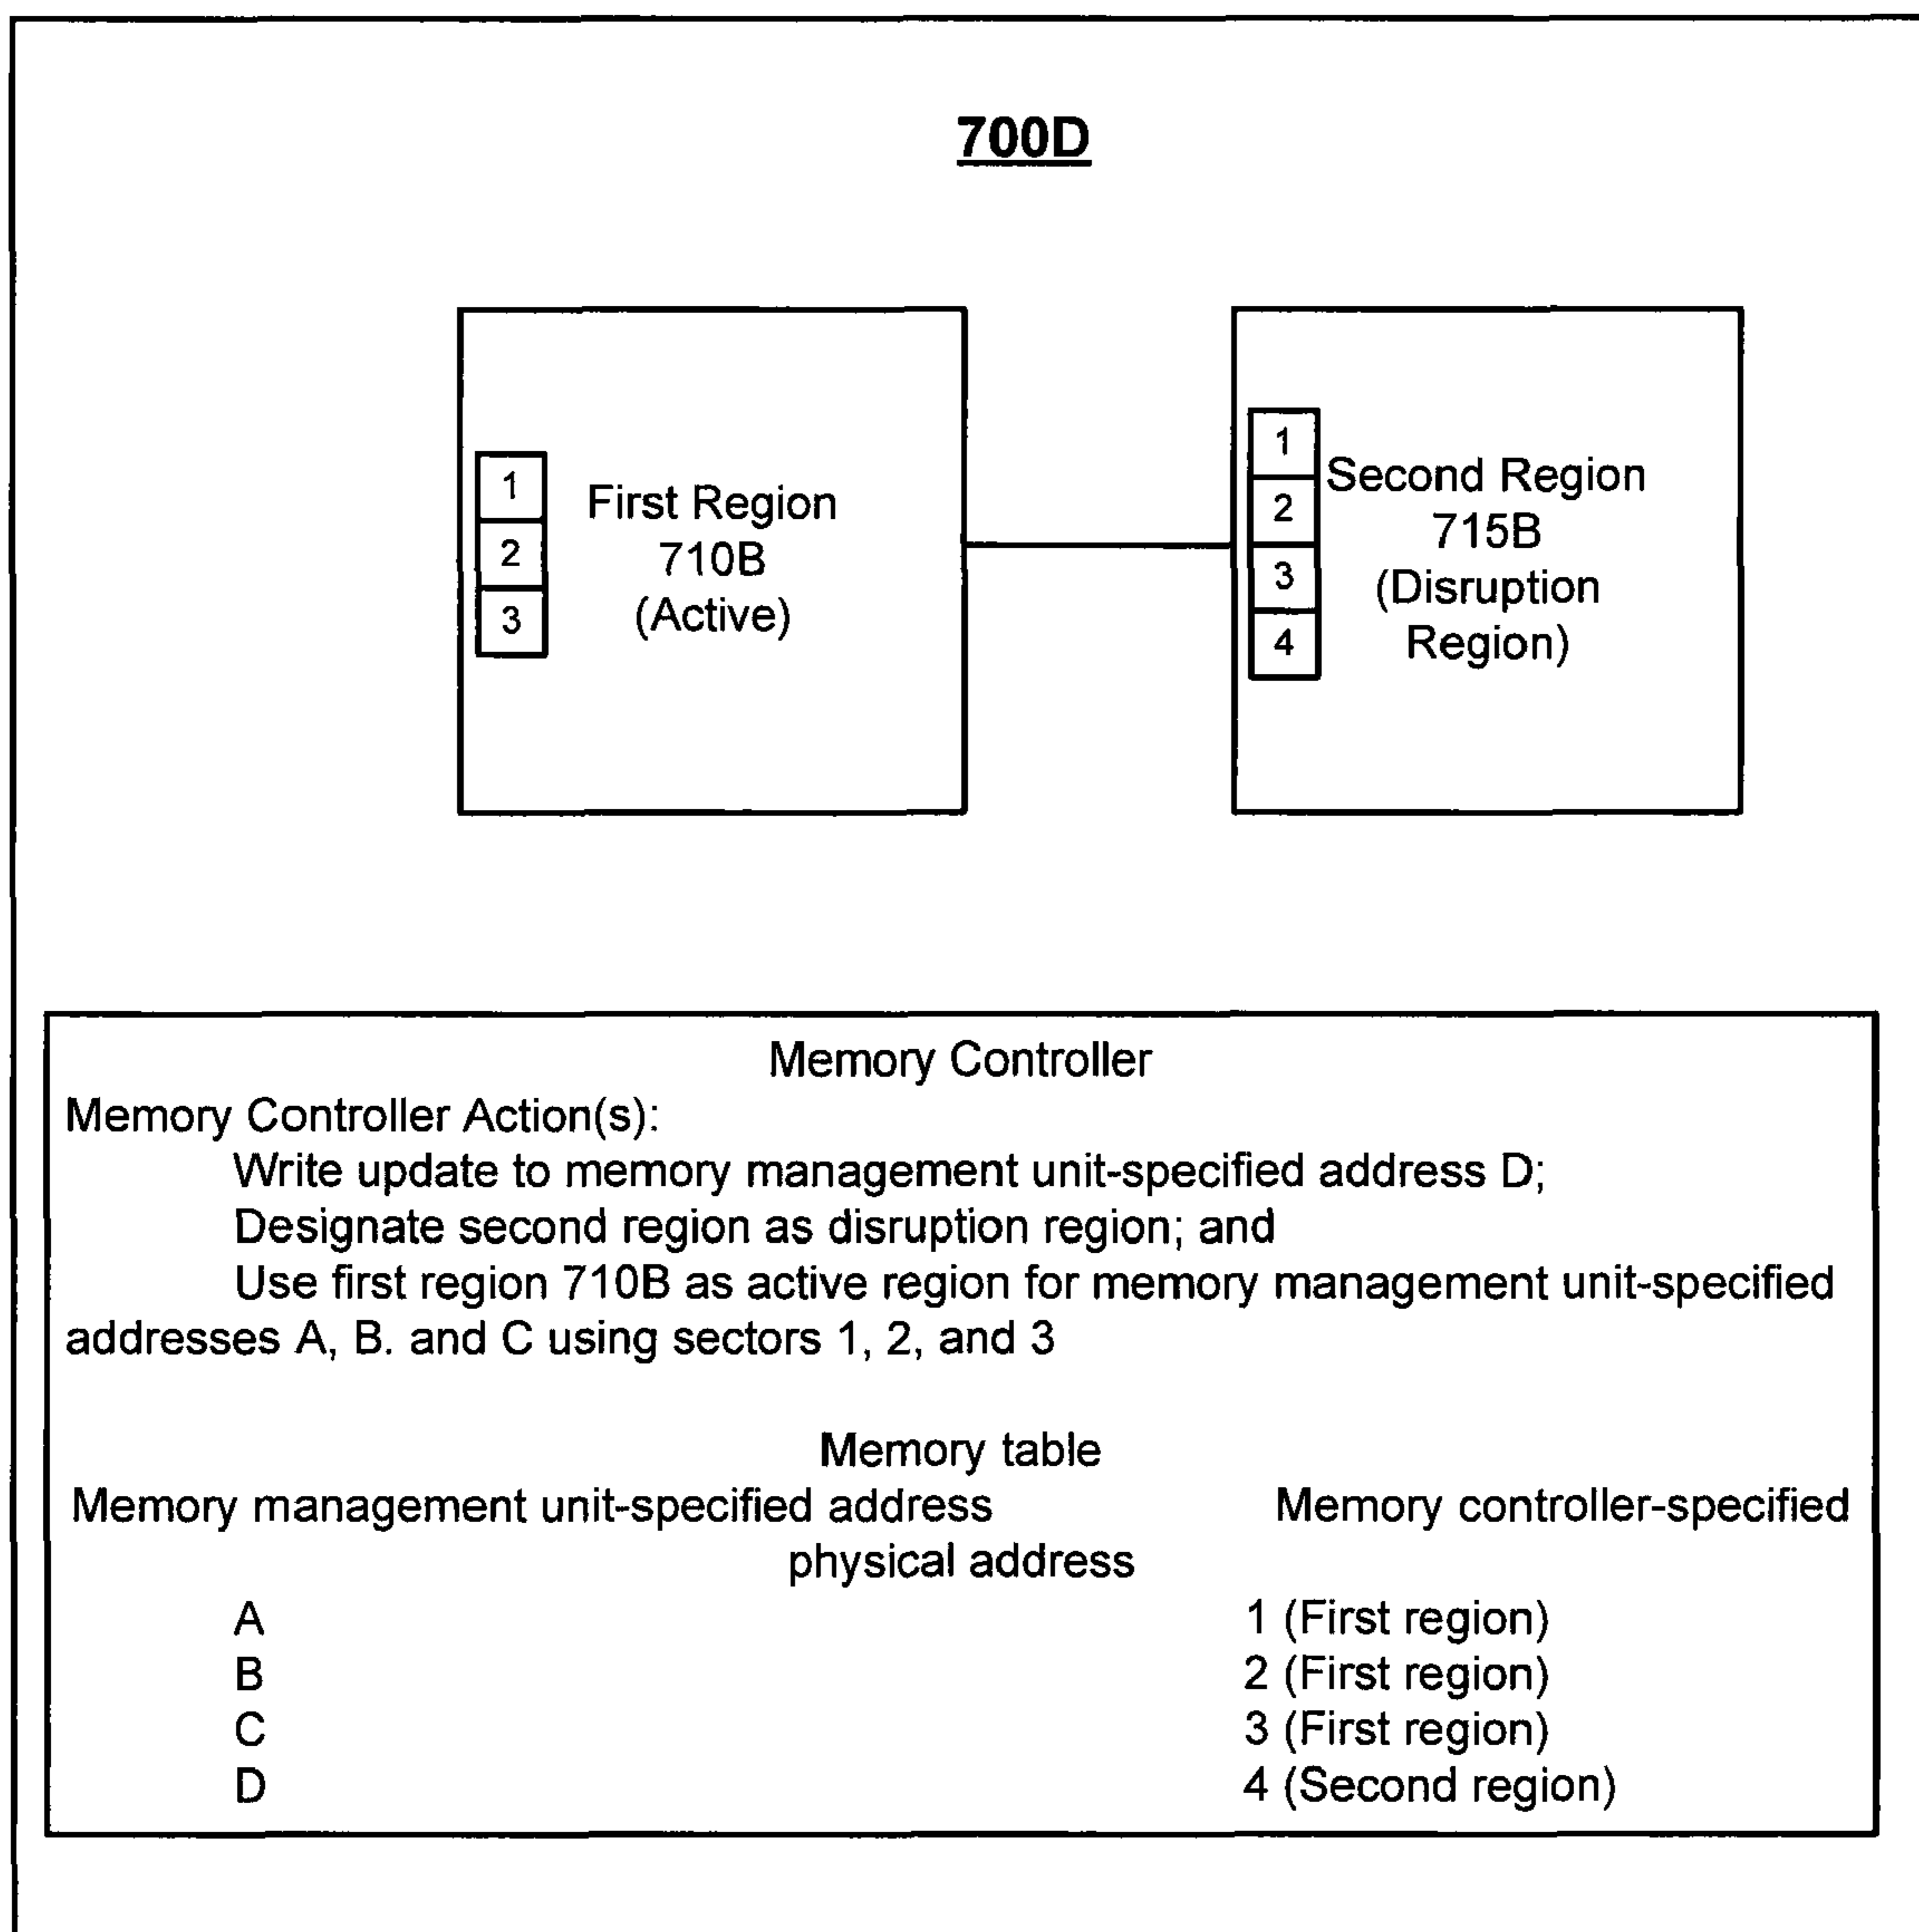 700D
1
2
3
First Region
710B
(Active)
1
2
3
4
Second Region
715B
(Disruption
Region)
Memory Controller
Memory Controller Action(s):
Write update to memory management unit-specified address D;
Designate second region as disruption region; and
Use first region 710B as active region for memory management unit-specified
addresses A, B. and C using sectors 1, 2, and 3
Memory table
Memory management unit-specified address Memory controller-specified
physical address
A 1 (First region)
B 2 (First region)
C 3 (First region)
D 4 (Second region)